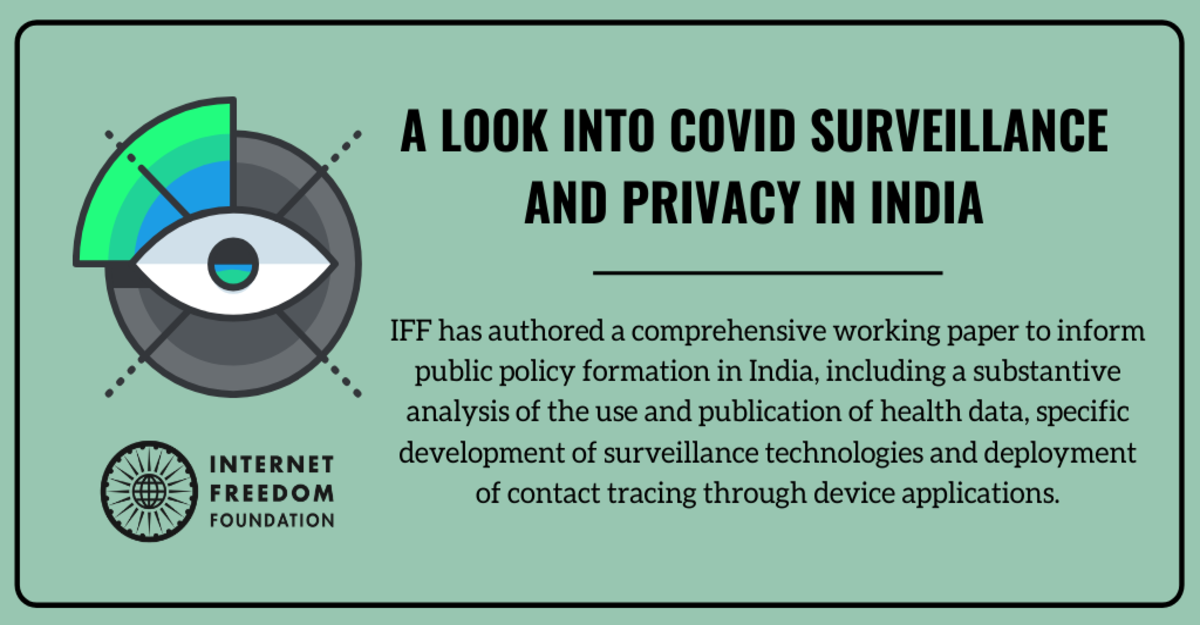 A LOOK INTO COVID SURVEILLANCE
AND PRIVACY IN INDIA
IFF has authored a comprehensive working paper to inform
public policy formation in India, including a substantive
analysis of the use and publication of health data, specific
development of surveillance technologies and deployment
of contact tracing through device applications.
INTERNET
FREEDOM
FOUNDATION